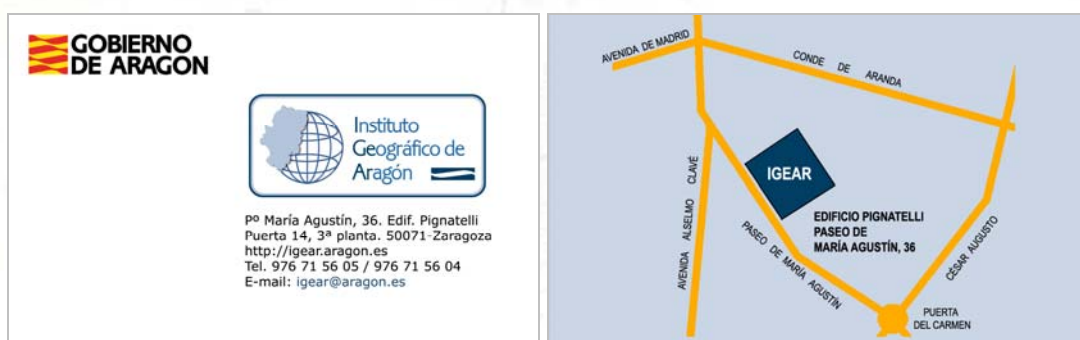 GOBIERNO
DE ARAGON
Instituto
Geográfico de
Aragón
Pº María Agustín, 36. Edif. Pignatelli
Puerta 14, 3ª planta. 50071-Zaragoza
http://igear.aragon.es
Tel. 976 71 56 05 / 976 71 56 04
E-mail: igear@aragon.es
AVENIDA DE MADRID
CONDE DE ARANDA
AVENIDA ALSELMO CLAVÉ
IGEAR
EDIFICIO PIGNATELLI
PASEO DE
MARÍA AGUSTÍN, 36
PASEO DE MARÍA AGUSTÍN
CÉSAR AUGUSTO
PUERTA
DEL CARMEN